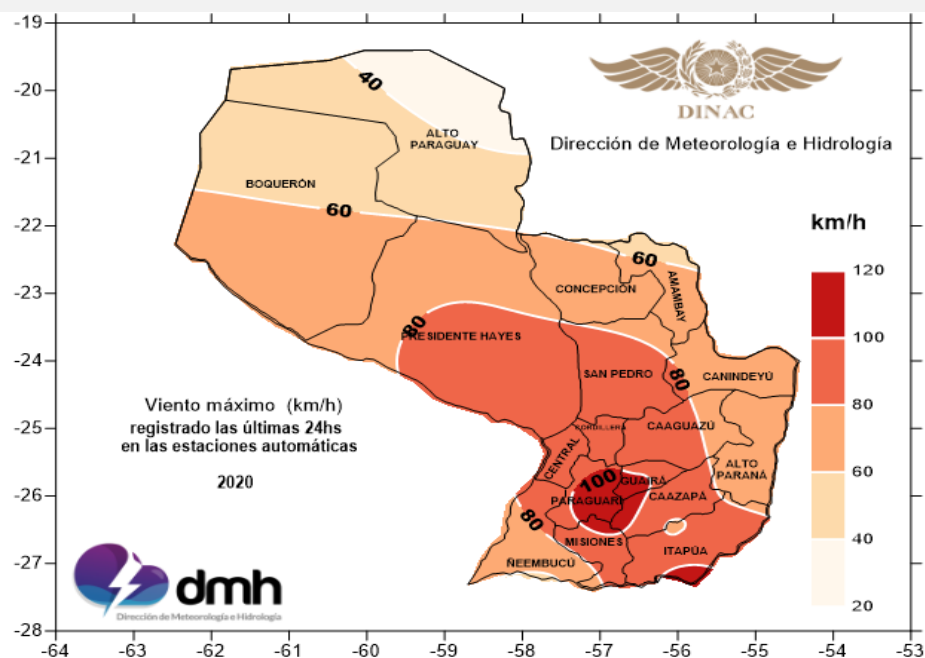 -19
-20
-21
-22
-23
-24
-25
-26
-27
-28
-64
-63
-62
-61
-60
-59
-58
-57
-56
-55
-54
-53
DINAC
Dirección de Meteorología e Hidrología
40
ALTO
PARAGUAY
BOQUERÓN
60
60
CONCEPCIÓN
AMAMBAY
80
PRESIDENTE HAYES
SAN PEDRO
80
CANINDEYÚ
CORDILLERA
CAAGUAZÚ
CENTRAL
ALTO
PARANÁ
100
GUAIRÁ
PARAGUARÍ
CAAZAPÁ
80
MISIONES
ITAPÚA
ÑEEMBUCÚ
km/h
120
100
80
60
40
20
Viento máximo (km/h)
registrado las últimas 24hs
en las estaciones automáticas
2020
dmh
Dirección de Meteorología e Hidrología